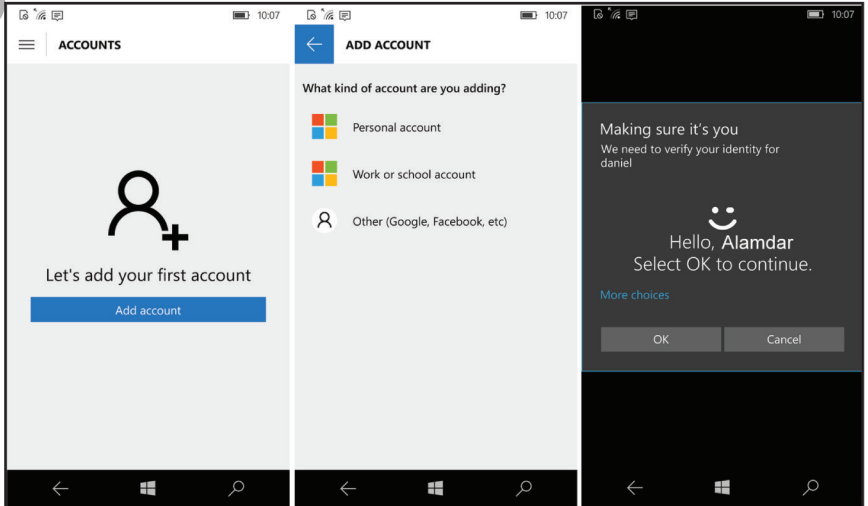 10:07
ACCOUNTS
Let's add your first account
Add account
10:07
ADD ACCOUNT
What kind of account are you adding?
Personal account
Work or school account
Other (Google, Facebook, etc)
10:07
Making sure it's you
We need to verify your identity for
daniel
Hello, Alamdar
Select OK to continue.
More choices
OK
Cancel